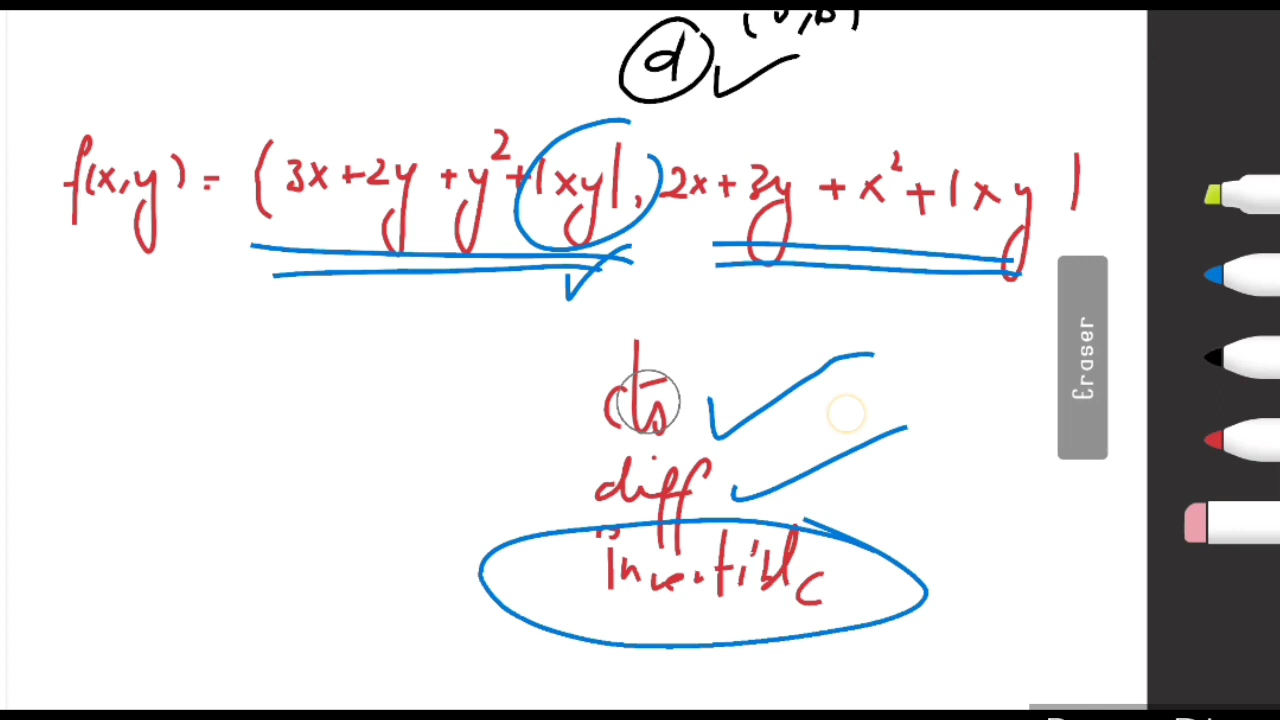 d
f(x,y) = (3x+2y+y²+|xy|, 2x+3y+x²+|xy|
cts
diff
invertible
Eraser